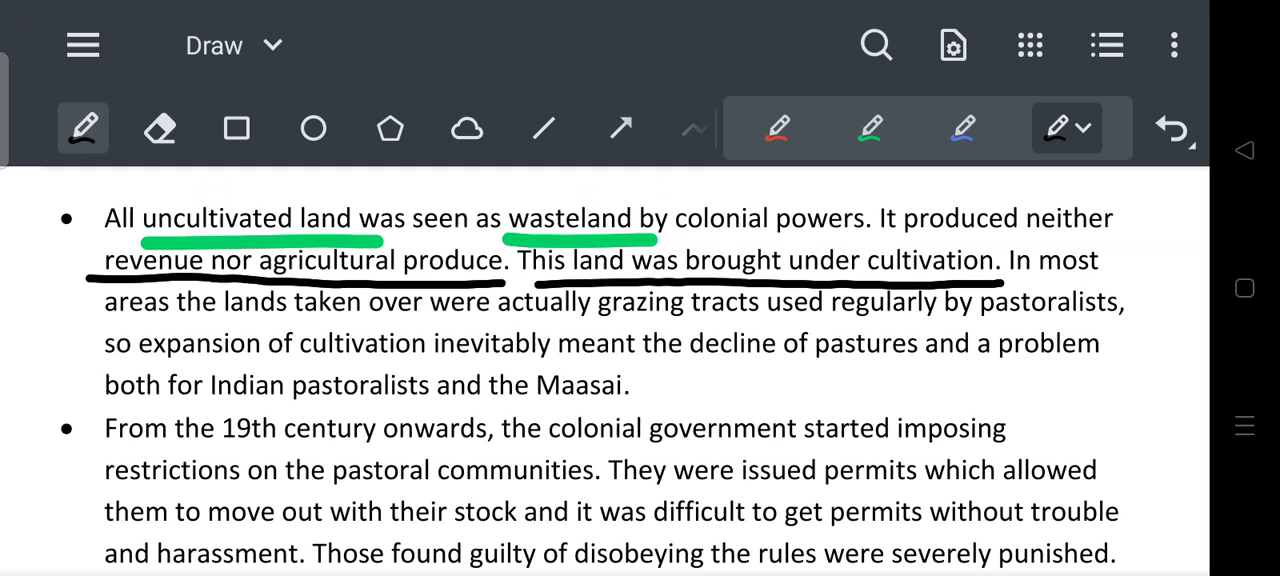 Draw
All uncultivated land was seen as wasteland by colonial powers. It produced neither
revenue nor agricultural produce. This land was brought under cultivation. In most
areas the lands taken over were actually grazing tracts used regularly by pastoralists,
so expansion of cultivation inevitably meant the decline of pastures and a problem
both for Indian pastoralists and the Maasai.
From the 19th century onwards, the colonial government started imposing
restrictions on the pastoral communities. They were issued permits which allowed
them to move out with their stock and it was difficult to get permits without trouble
and harassment. Those found guilty of disobeying the rules were severely punished.